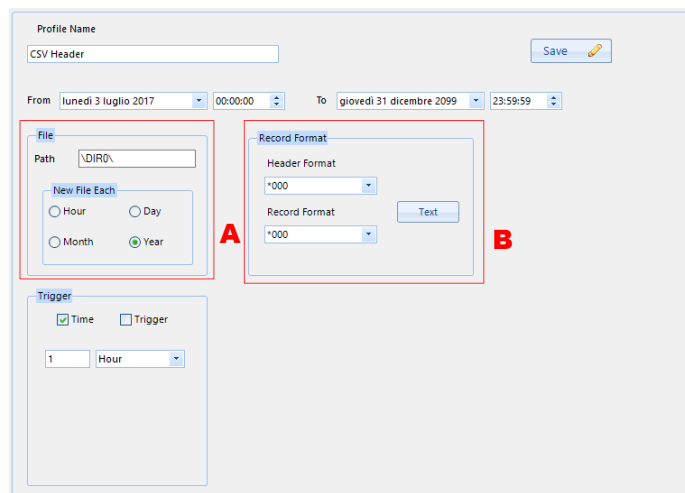 Profile Name
CSV Header
Save
From lunedì 3 luglio 2017 00:00:00 To giovedì 31 dicembre 2099 23:59:59
File
Path \DIR0\
New File Each
Hour Day
Month Year
A
Record Format
Header Format
*000
Record Format
Text
*000
B
Trigger
Time Trigger
1 Hour